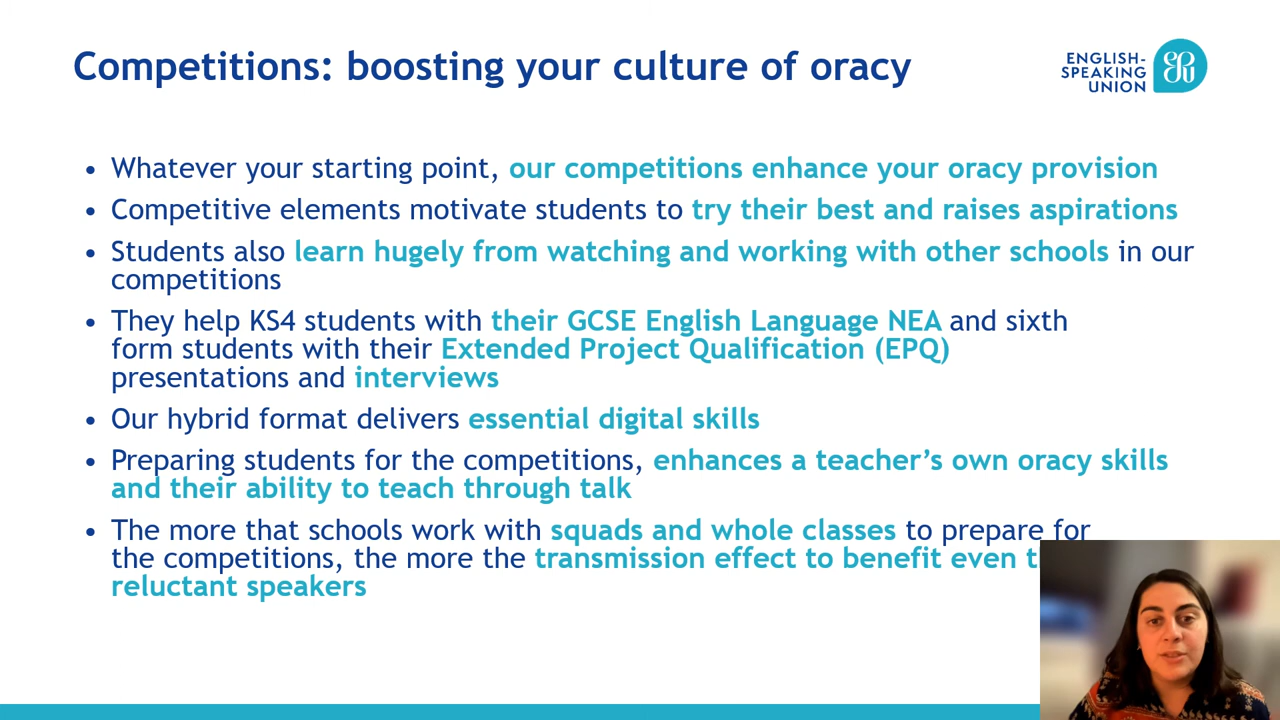 Competitions: boosting your culture of oracy
ENGLISH-
SPEAKING
UNION
esu
• Whatever your starting point, our competitions enhance your oracy provision
• Competitive elements motivate students to try their best and raises aspirations
• Students also learn hugely from watching and working with other schools in our
competitions
• They help KS4 students with their GCSE English Language NEA and sixth
form students with their Extended Project Qualification (EPQ)
presentations and interviews
• Our hybrid format delivers essential digital skills
• Preparing students for the competitions, enhances a teacher’s own oracy skills
and their ability to teach through talk
• The more that schools work with squads and whole classes to prepare for
the competitions, the more the transmission effect to benefit even
reluctant speakers